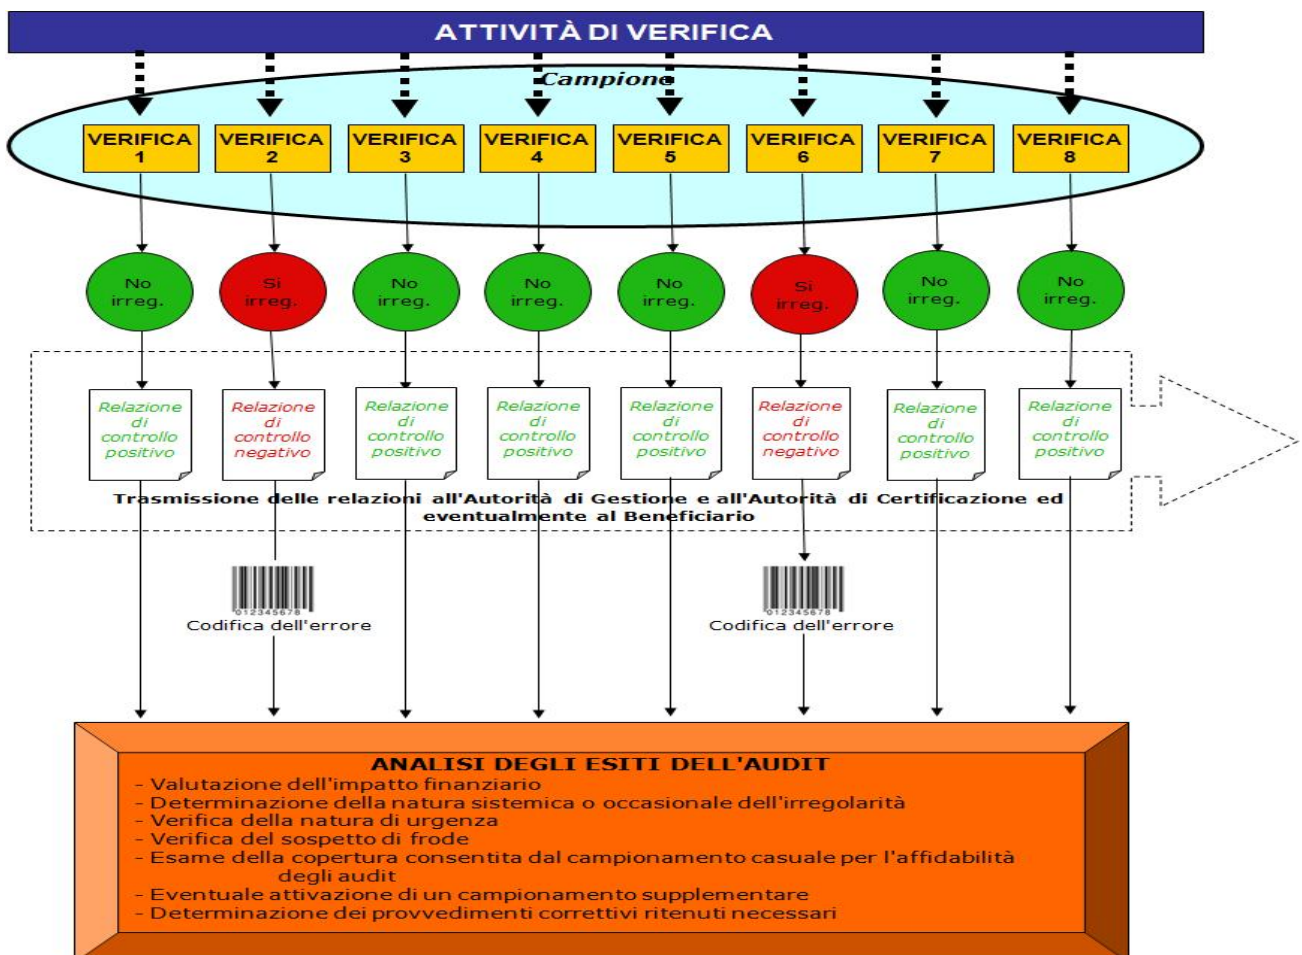 ATTIVITÀ DI VERIFICA
Campione
VERIFICA
1
VERIFICA
2
VERIFICA
3
VERIFICA
4
VERIFICA
5
VERIFICA
6
VERIFICA
7
VERIFICA
8
No
irreg.
Si
irreg.
No
irreg.
No
irreg.
No
irreg.
Si
irreg.
No
irreg.
No
irreg.
Relazione
di
controllo
positivo
Relazione
di
controllo
negativo
Relazione
di
controllo
positivo
Relazione
di
controllo
positivo
Relazione
di
controllo
positivo
Relazione
di
controllo
negativo
Relazione
di
controllo
positivo
Relazione
di
controllo
positivo
Trasmissione delle relazioni all'Autorità di Gestione e all'Autorità di Certificazione ed
eventualmente al Beneficiario
012345678
Codifica dell'errore
012345678
Codifica dell'errore
ANALISI DEGLI ESITI DELL'AUDIT
- Valutazione dell'impatto finanziario
- Determinazione della natura sistemica o occasionale dell'irregolarità
- Verifica della natura di urgenza
- Verifica del sospetto di frode
- Esame della copertura consentita dal campionamento casuale per l'affidabilità
degli audit
- Eventuale attivazione di un campionamento supplementare
- Determinazione dei provvedimenti correttivi ritenuti necessari